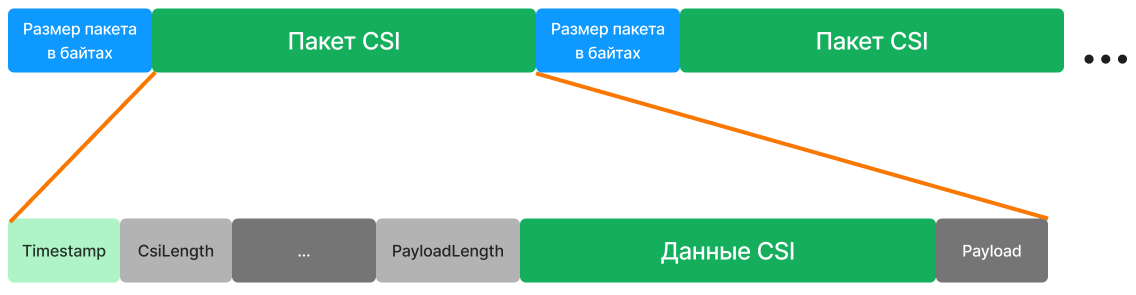 Размер пакета
в байтах
Пакет CSI
Размер пакета
в байтах
Пакет CSI
...
Timestamp
CsiLength
...
PayloadLength
Данные CSI
Payload